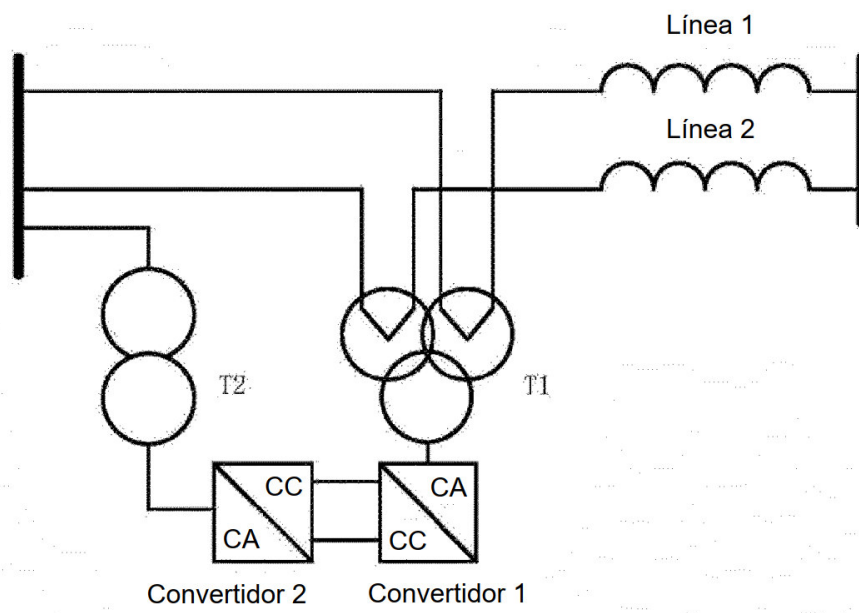 Línea 1
Línea 2
T2
T1
CC
CA
CA
CC
Convertidor 2
Convertidor 1